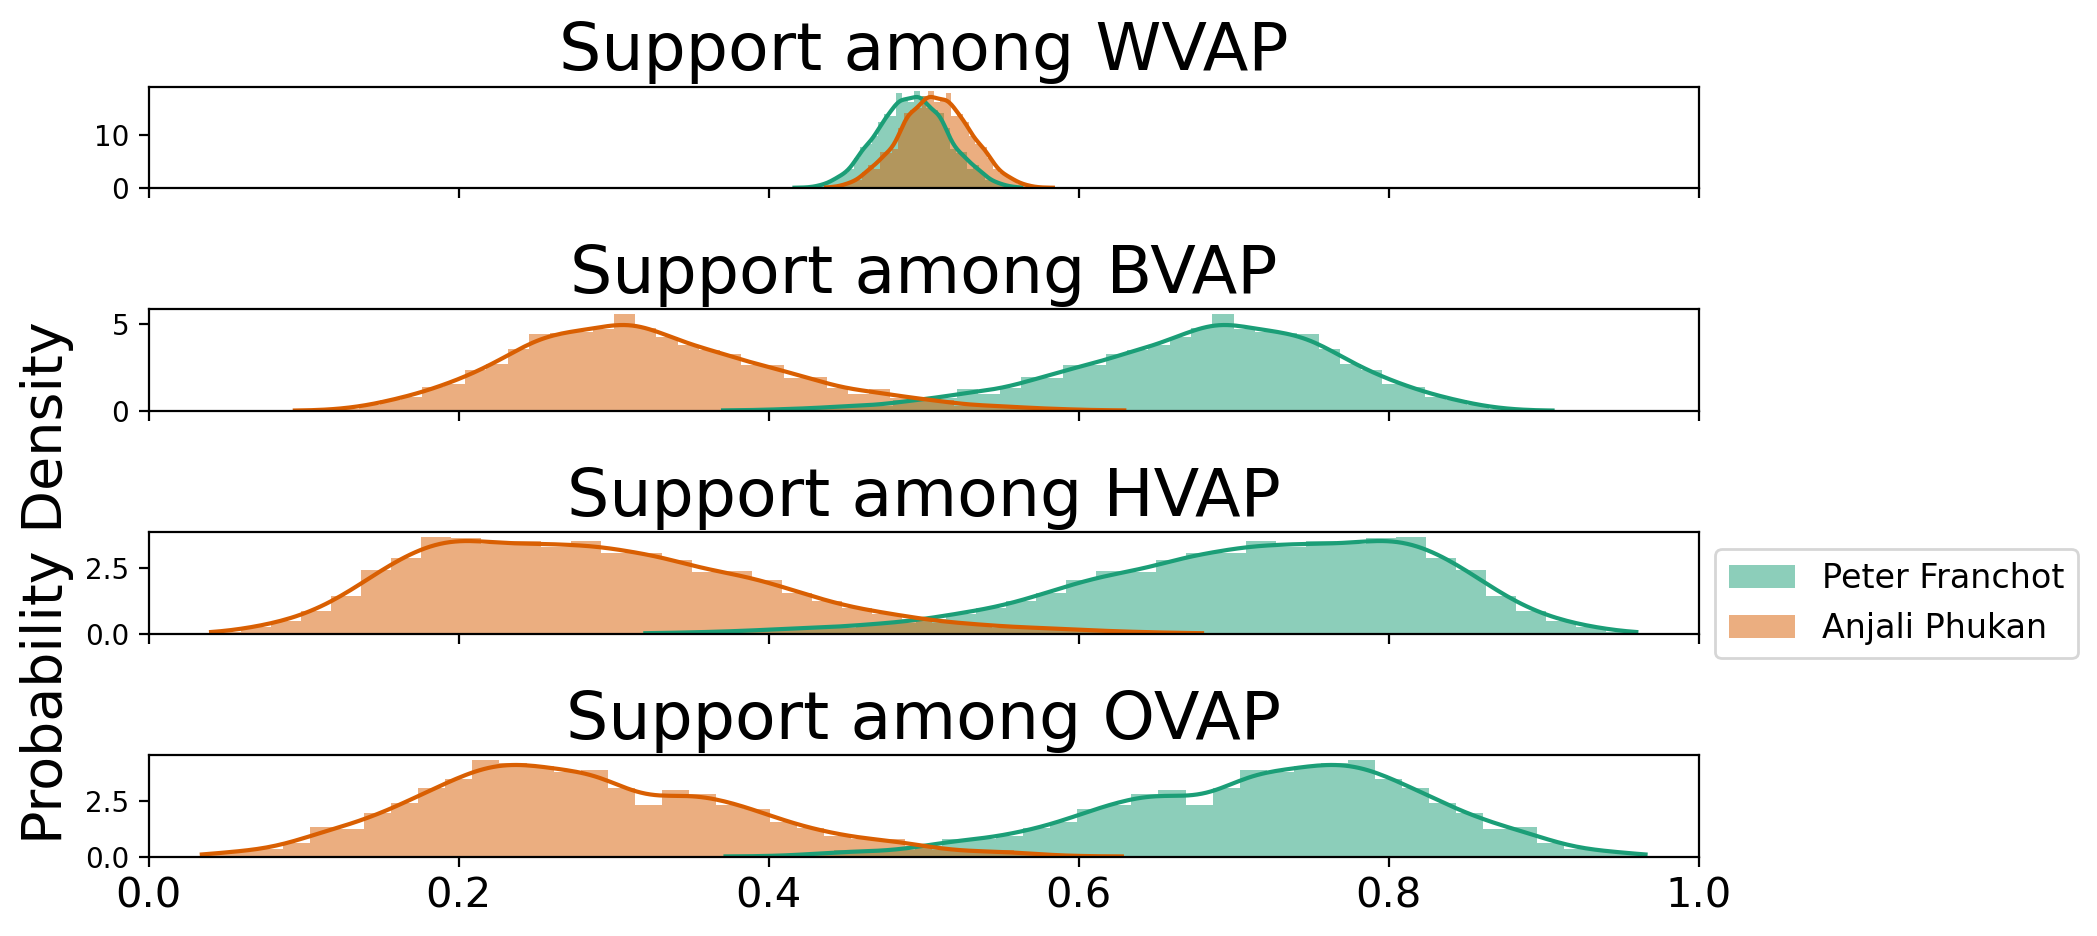 Support among WVAP
10
0
Support among BVAP
5
0
Support among HVAP
2.5
0.0
Support among OVAP
2.5
0.0
0.0 0.2 0.4 0.6 0.8 1.0
Probability Density
Peter Franchot
Anjali Phukan